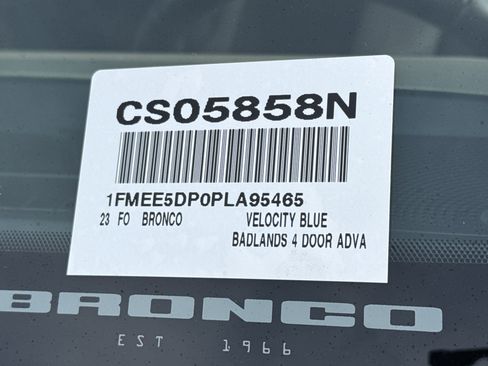 CS05858N
1FMEE5DP0PLA95465
23 FO BRONCO VELOCITY BLUE
BADLANDS 4 DOOR ADVA
BRONCO
EST 1966